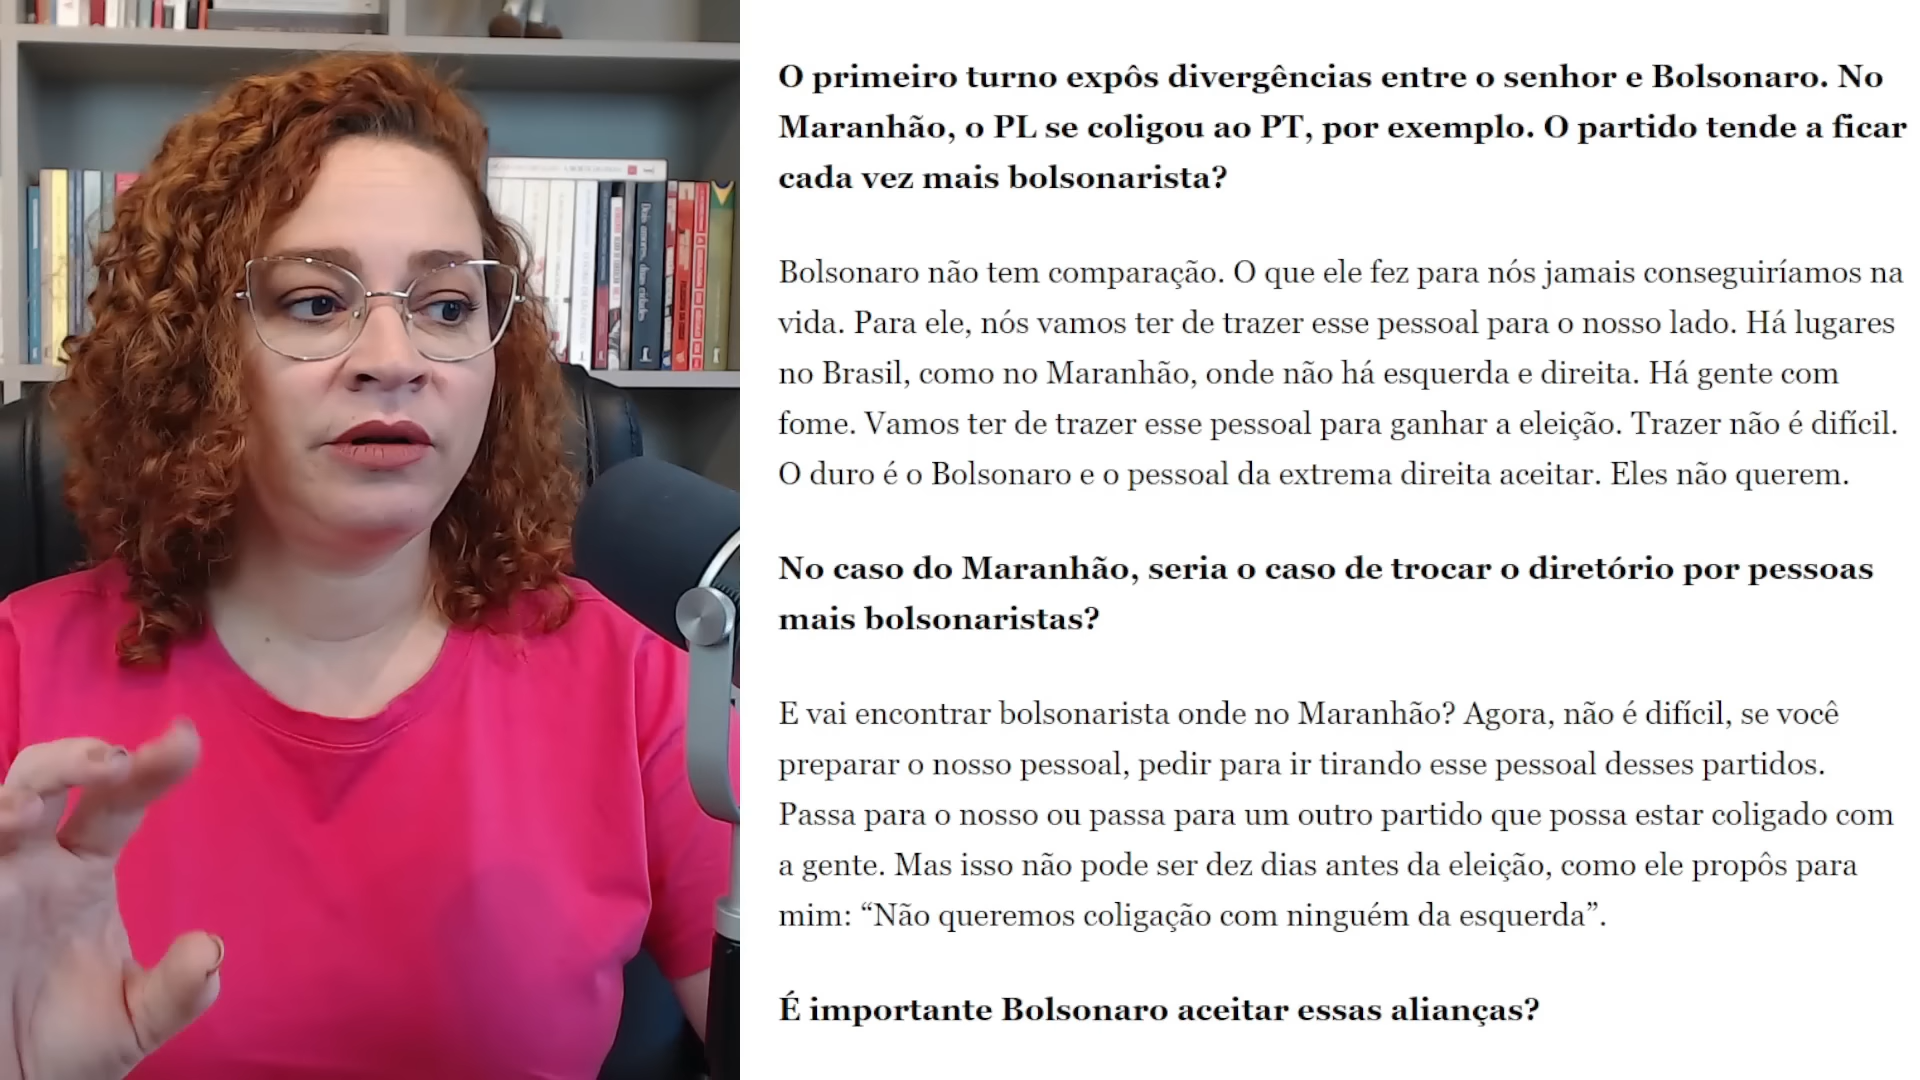 O primeiro turno expôs divergências entre o senhor e Bolsonaro. No
Maranhão, o PL se coligou ao PT, por exemplo. O partido tende a ficar
cada vez mais bolsonarista?
Bolsonaro não tem comparação. O que ele fez para nós jamais conseguiríamos na
vida. Para ele, nós vamos ter de trazer esse pessoal para o nosso lado. Há lugares
no Brasil, como no Maranhão, onde não há esquerda e direita. Há gente com
fome. Vamos ter de trazer esse pessoal para ganhar a eleição. Trazer não é difícil.
O duro é o Bolsonaro e o pessoal da extrema direita aceitar. Eles não querem.
No caso do Maranhão, seria o caso de trocar o diretório por pessoas
mais bolsonaristas?
E vai encontrar bolsonarista onde no Maranhão? Agora, não é difícil, se você
preparar o nosso pessoal, pedir para ir tirando esse pessoal desses partidos.
Passa para o nosso ou passa para um outro partido que possa estar coligado com
a gente. Mas isso não pode ser dez dias antes da eleição, como ele propôs para
mim: “Não queremos coligação com ninguém da esquerda”.
É importante Bolsonaro aceitar essas alianças?